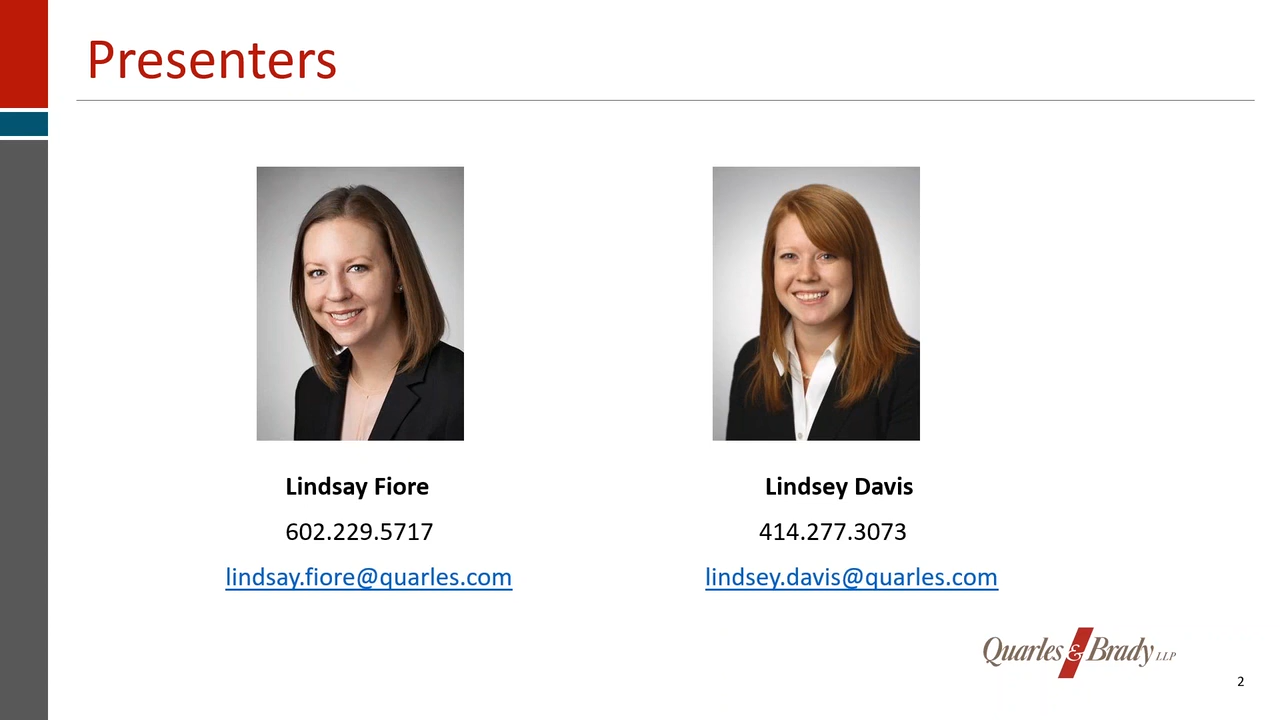 Presenters
Lindsay Fiore
602.229.5717
lindsay.fiore@quarles.com
Lindsey Davis
414.277.3073
lindsey.davis@quarles.com
Quarles & Brady LLP
2